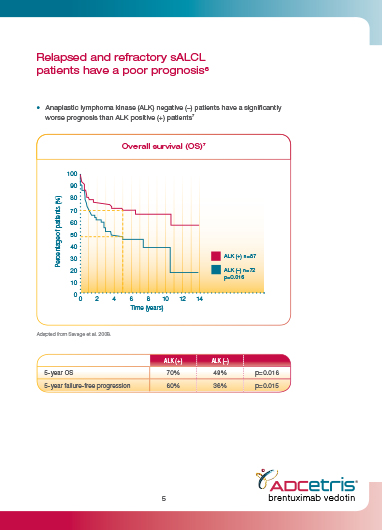 Relapsed and refractory sALCL
patients have a poor prognosis⁶
• Anaplastic lymphoma kinase (ALK) negative (–) patients have a significantly
worse prognosis than ALK positive (+) patients⁷
Overall survival (OS)⁷
Percentage of patients (%)
100
90
80
70
60
50
40
30
20
10
0
0 2 4 6 8 10 12 14
Time (years)
ALK (+) n=87
ALK (–) n=72
p=0.016
Adapted from Savage et al. 2008.
ALK (+) ALK (–)
5-year OS 70% 49% p=0.016
5-year failure-free progression 60% 36% p=0.015
5
ADCETRIS®
brentuximab vedotin